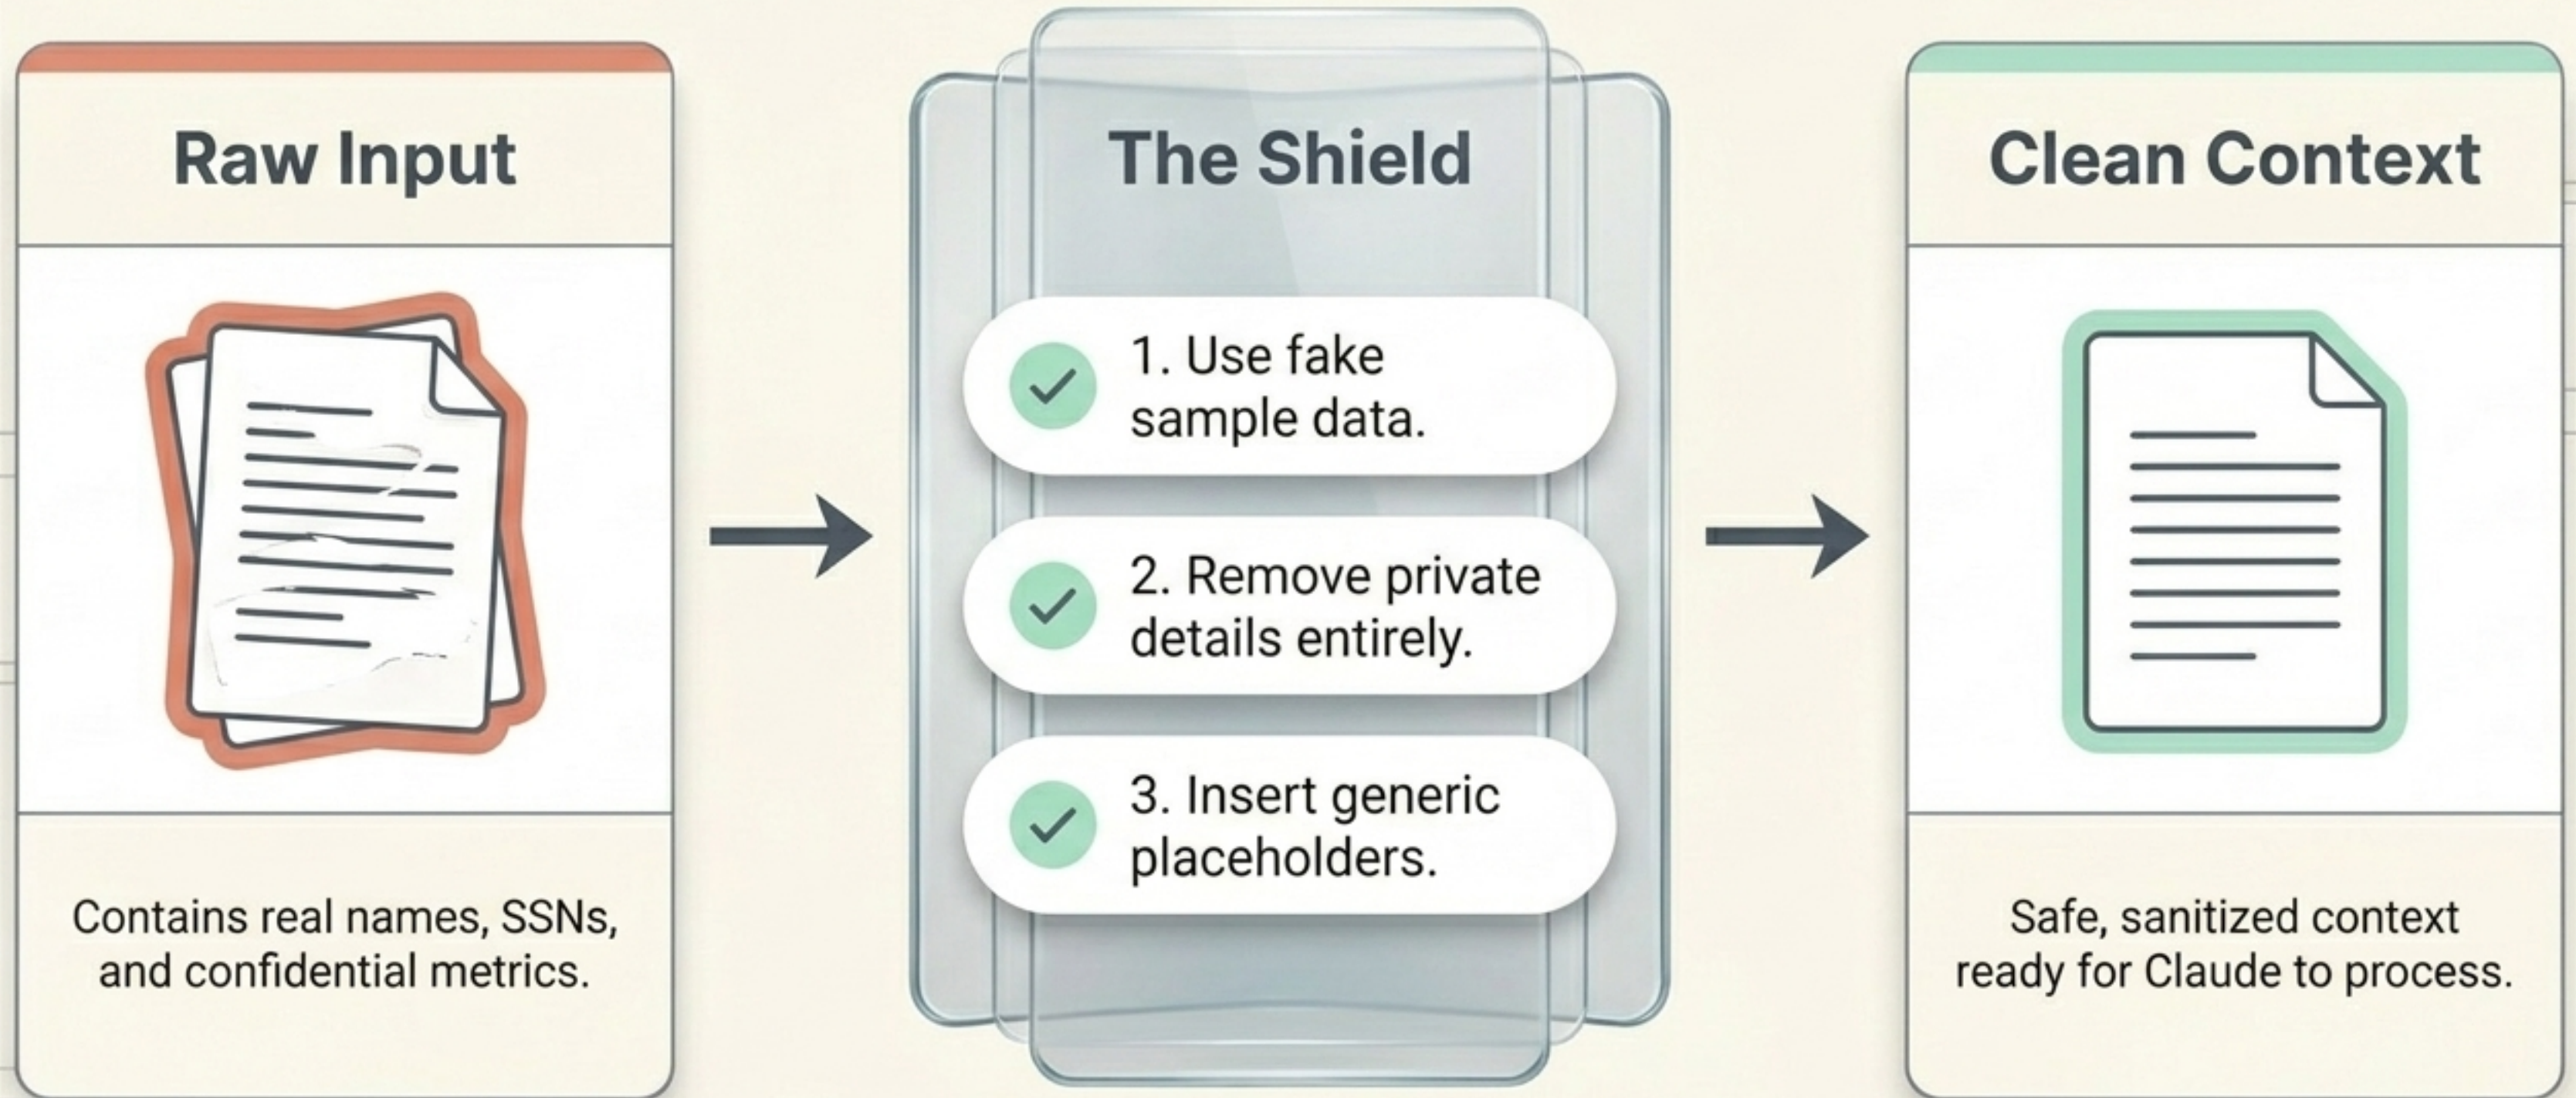 Raw Input
Contains real names, SSNs,
and confidential metrics.
The Shield
1. Use fake
sample data.
2. Remove private
details entirely.
3. Insert generic
placeholders.
Clean Context
Safe, sanitized context
ready for Claude to process.